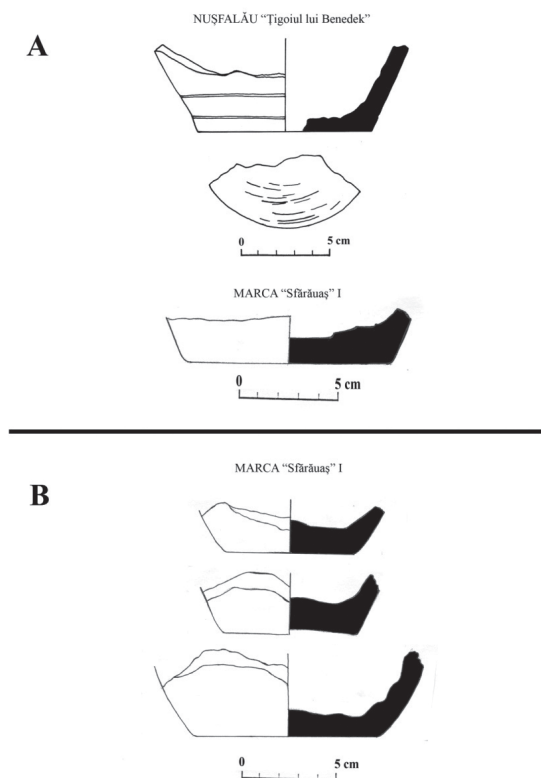 NUŞFALĂU “Ţigoiul lui Benedek”
A
0 5 cm
MARCA “Sfărăuaş” I
0 5 cm
MARCA “Sfărăuaş” I
B
0 5 cm